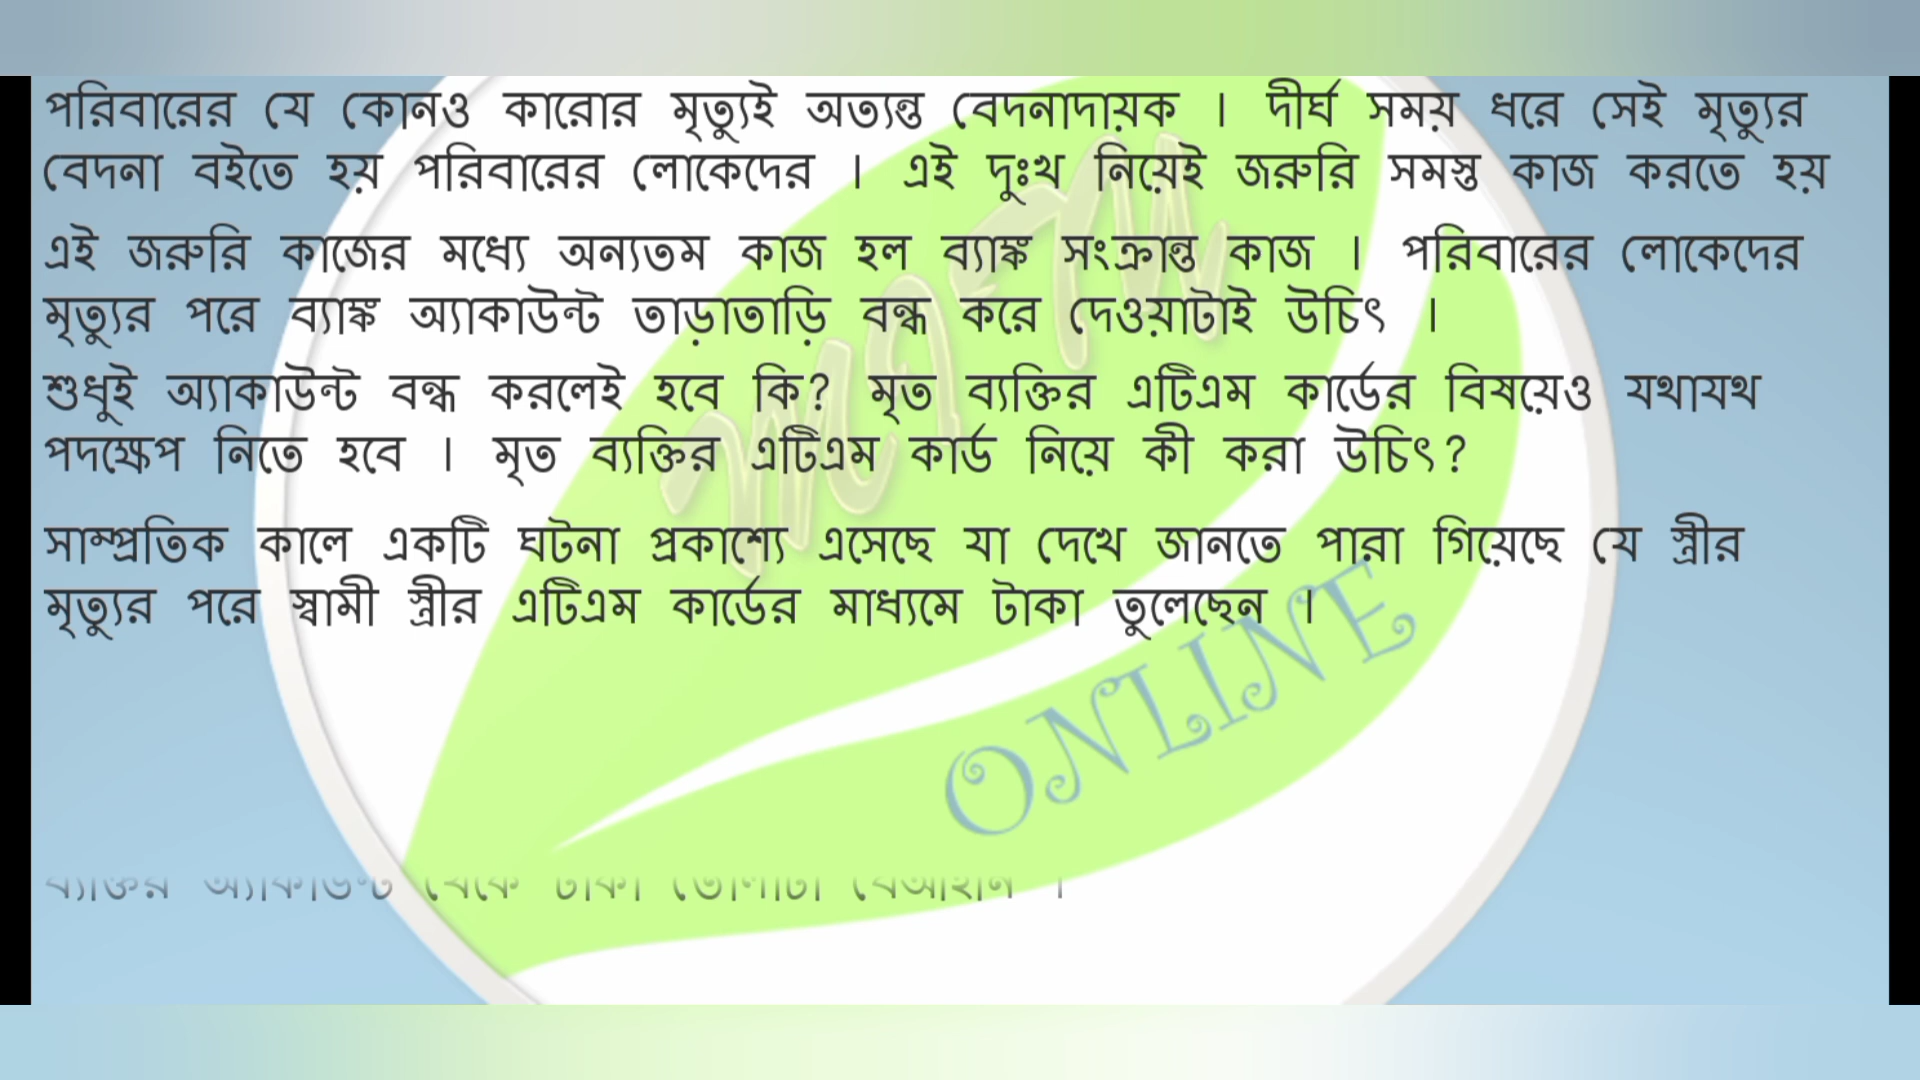 পরিবারের যে কোনও কারোর মৃত্যুই অত্যন্ত বেদনাদায়ক । দীর্ঘ সময় ধরে সেই মৃত্যুর
বেদনা বইতে হয় পরিবারের লোকেদের । এই দুঃখ নিয়েই জরুরি সমস্ত কাজ করতে হয়
এই জরুরি কাজের মধ্যে অন্যতম কাজ হল ব্যাঙ্ক সংক্রান্ত কাজ । পরিবারের লোকেদের
মৃত্যুর পরে ব্যাঙ্ক অ্যাকাউন্ট তাড়াতাড়ি বন্ধ করে দেওয়াটাই উচিৎ ।
শুধুই অ্যাকাউন্ট বন্ধ করলেই হবে কি? মৃত ব্যক্তির এটিএম কার্ডের বিষয়েও যথাযথ
পদক্ষেপ নিতে হবে । মৃত ব্যক্তির এটিএম কার্ড নিয়ে কী করা উচিৎ?
সাম্প্রতিক কালে একটি ঘটনা প্রকাশ্যে এসেছে যা দেখে জানতে পারা গিয়েছে যে স্ত্রীর
মৃত্যুর পরে স্বামী স্ত্রীর এটিএম কার্ডের মাধ্যমে টাকা তুলেছেন ।
ONLINE
ব্যক্তির অ্যাকাউন্ট থেকে টাকা তোলাটা বেআইনি ।